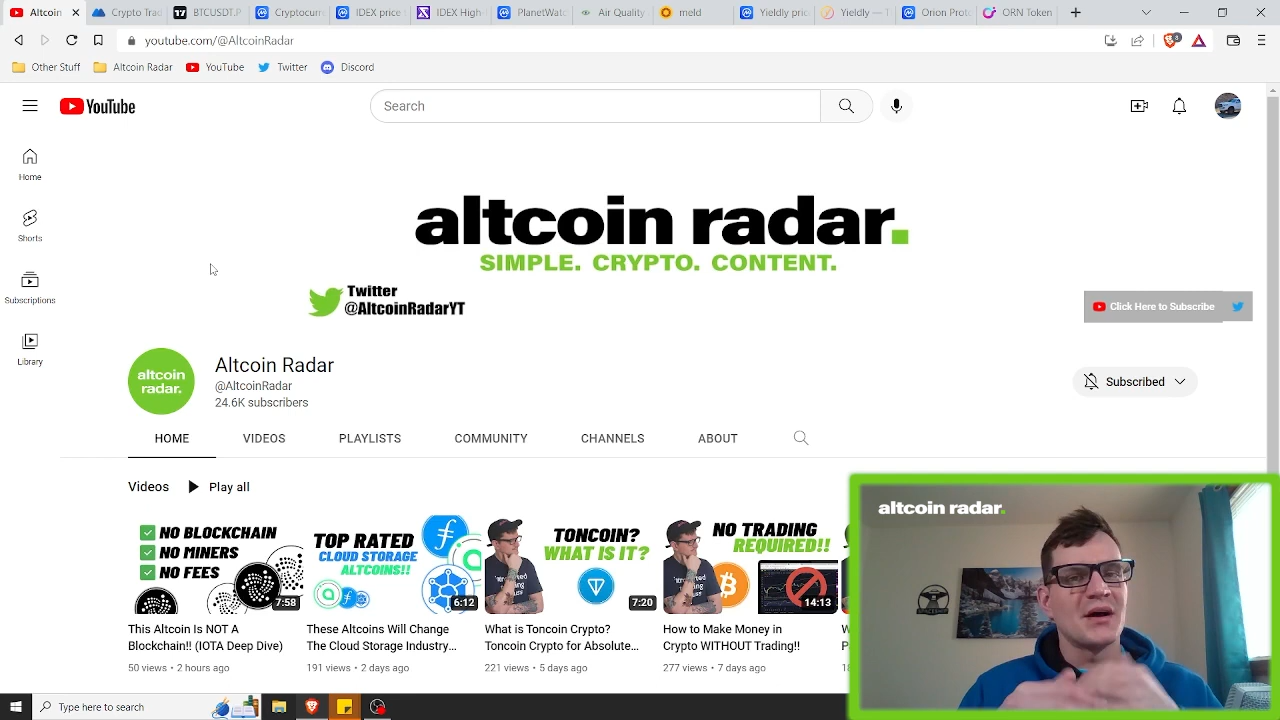 Altcoin
Crypto Trad
BTCUSDT.P
Cryptocurr
IDEX price
IDEX High-
PlanetWatc
Air Quality
meld
Yieldly pric
Yieldly — T
Orion Proto
ORN Token
youtube.com/@AltcoinRadar
Other Stuff
Altcoin Radar
YouTube
Twitter
Discord
YouTube
Search
Home
Shorts
Subscriptions
Library
altcoin radar.
SIMPLE. CRYPTO. CONTENT.
Twitter
@AltcoinRadarYT
Click Here to Subscribe
altcoin
radar.
Altcoin Radar
@AltcoinRadar
24.6K subscribers
Subscribed
HOME
VIDEOS
PLAYLISTS
COMMUNITY
CHANNELS
ABOUT
Videos
Play all
NO BLOCKCHAIN
NO MINERS
NO FEES
7:58
This Altcoin Is NOT A
Blockchain!! (IOTA Deep Dive)
50 views • 2 hours ago
TOP RATED
CLOUD STORAGE
ALTCOINS!!
6:12
These Altcoins Will Change
The Cloud Storage Industry...
191 views • 2 days ago
TONCOIN?
WHAT IS IT?
7:20
What is Toncoin Crypto?
Toncoin Crypto for Absolute...
221 views • 5 days ago
NO TRADING
REQUIRED!!
14:13
How to Make Money in
Crypto WITHOUT Trading!!
277 views • 7 days ago
altcoin radar.
Type here to search